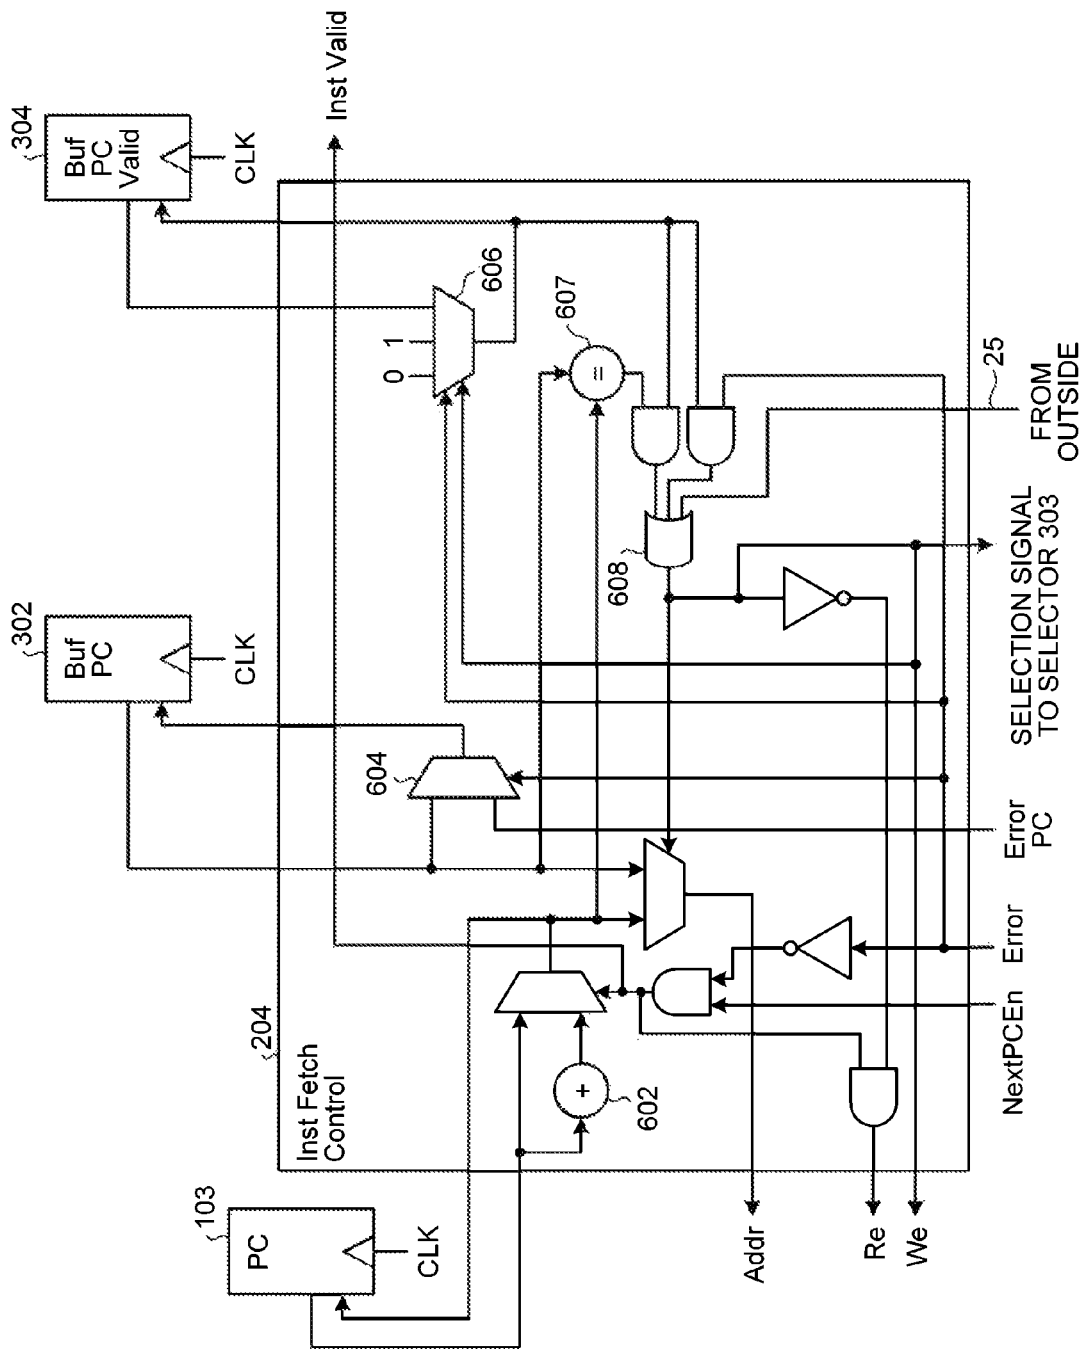 304
Buf
PC
Valid
CLK
Inst Valid
302
Buf
PC
CLK
103
PC
CLK
204
Inst Fetch
Control
606
0
1
604
607
=
602
+
608
25
FROM
OUTSIDE
SELECTION SIGNAL
TO SELECTOR 303
Error
PC
Error
NextPCEn
Addr
Re
We